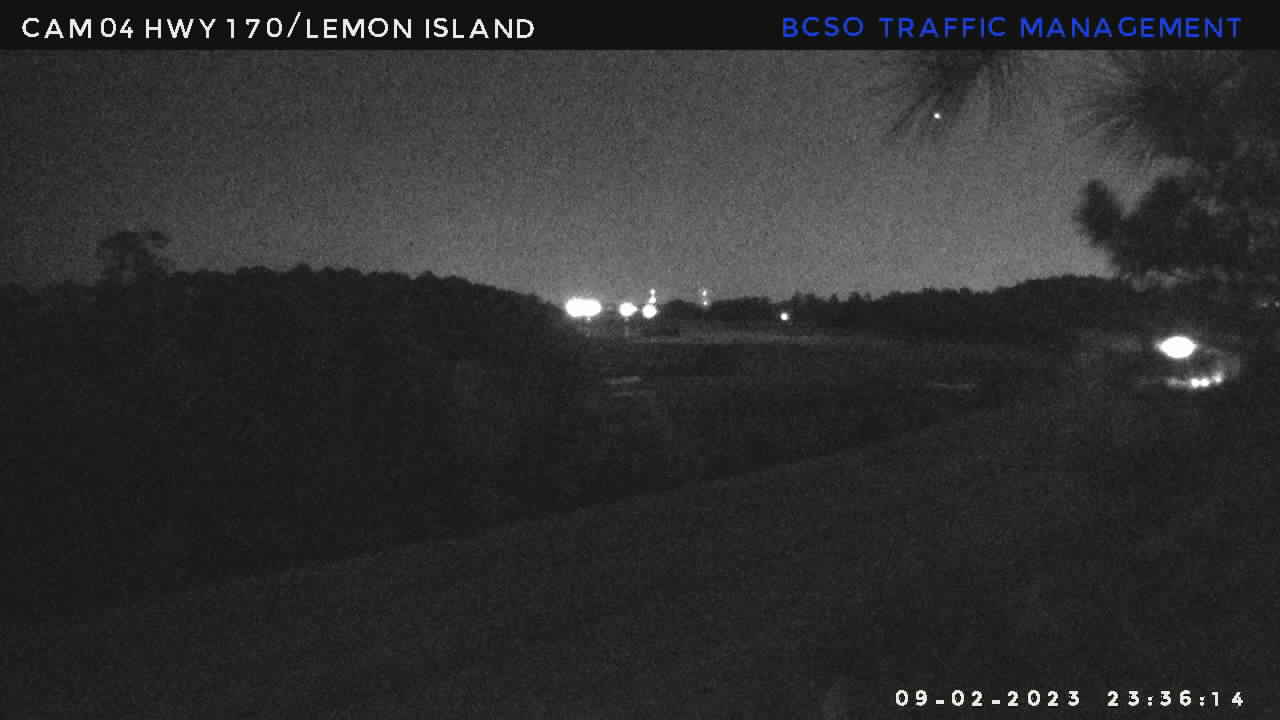 CAM04 HWY 170/LEMON ISLAND
BCSO TRAFFIC MANAGEMENT
09-02-2023 23:36:14